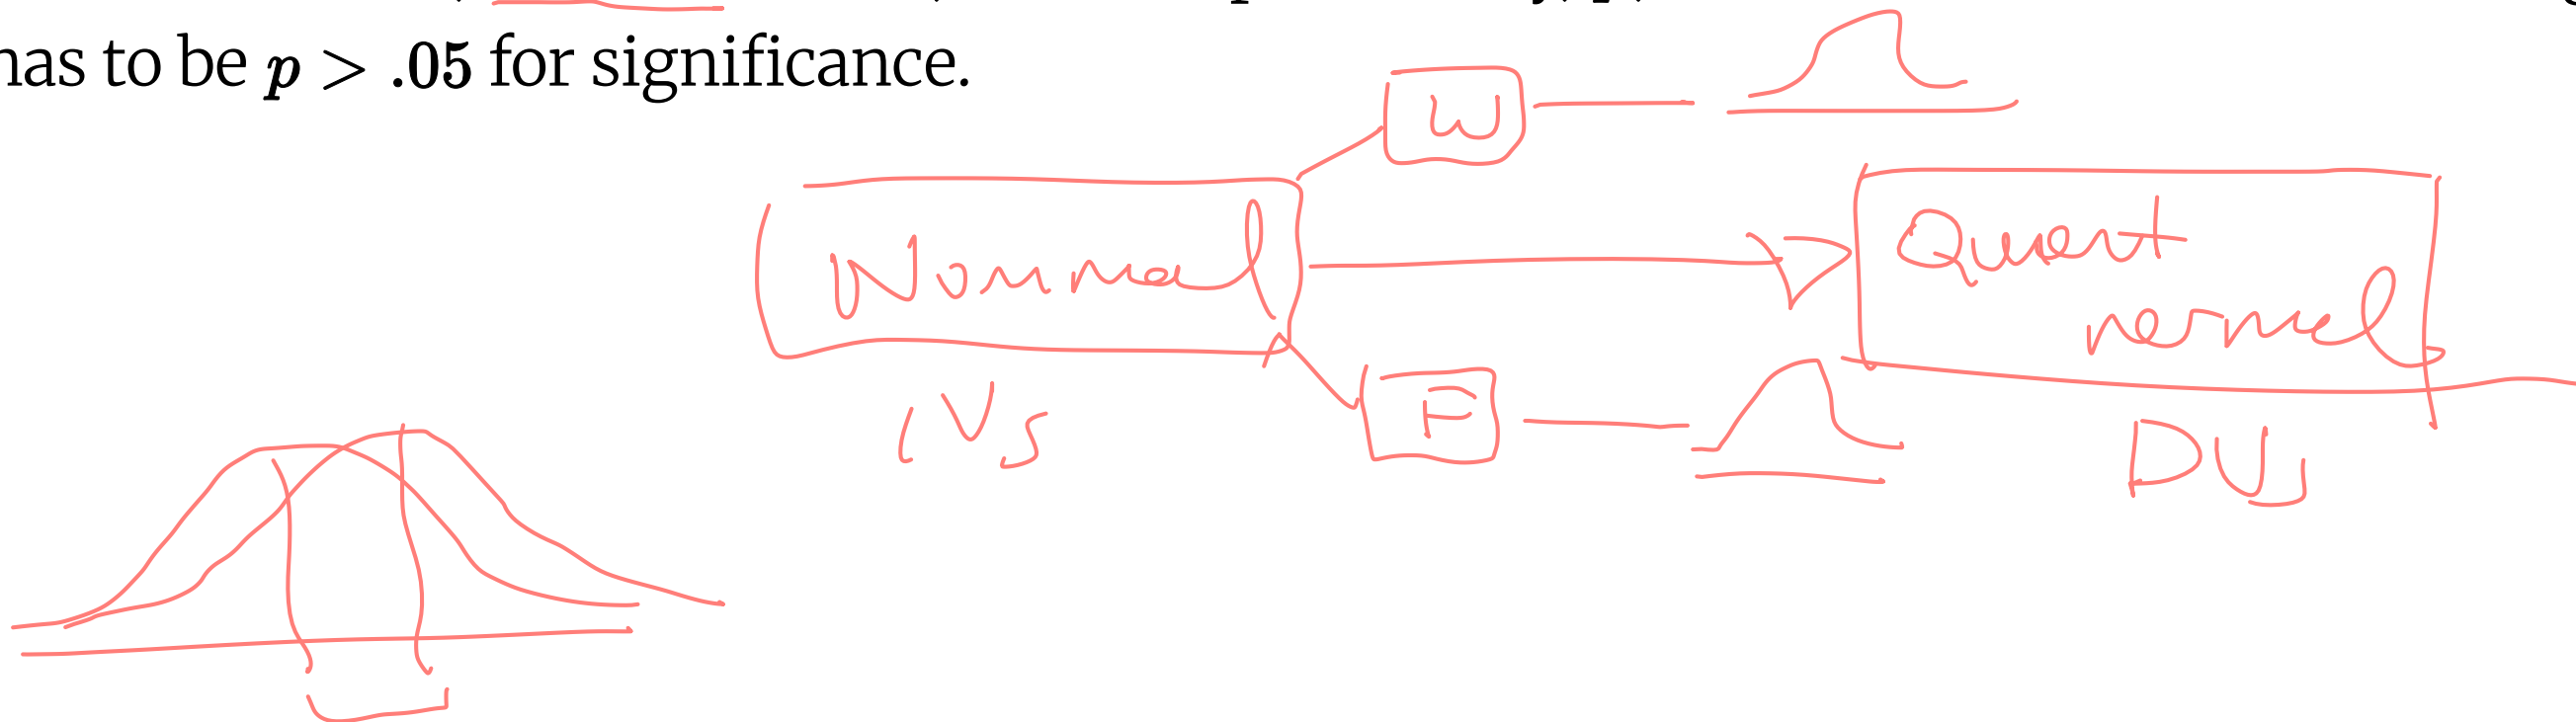 has to be p > .05 for significance.
W
Normal
Quant
normal
IVs
F
DVs